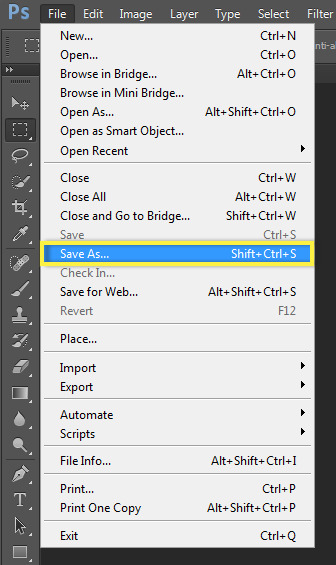 Ps File Edit Image Layer Type Select Filter
New... Ctrl+N
Open... Ctrl+O
Browse in Bridge... Alt+Ctrl+O
Browse in Mini Bridge...
Open As... Alt+Shift+Ctrl+O
Open as Smart Object...
Open Recent
Close Ctrl+W
Close All Alt+Ctrl+W
Close and Go to Bridge... Shift+Ctrl+W
Save Ctrl+S
Save As... Shift+Ctrl+S
Check In...
Save for Web... Alt+Shift+Ctrl+S
Revert F12
Place...
Import
Export
Automate
Scripts
File Info... Alt+Shift+Ctrl+I
Print... Ctrl+P
Print One Copy Alt+Shift+Ctrl+P
Exit Ctrl+Q
T